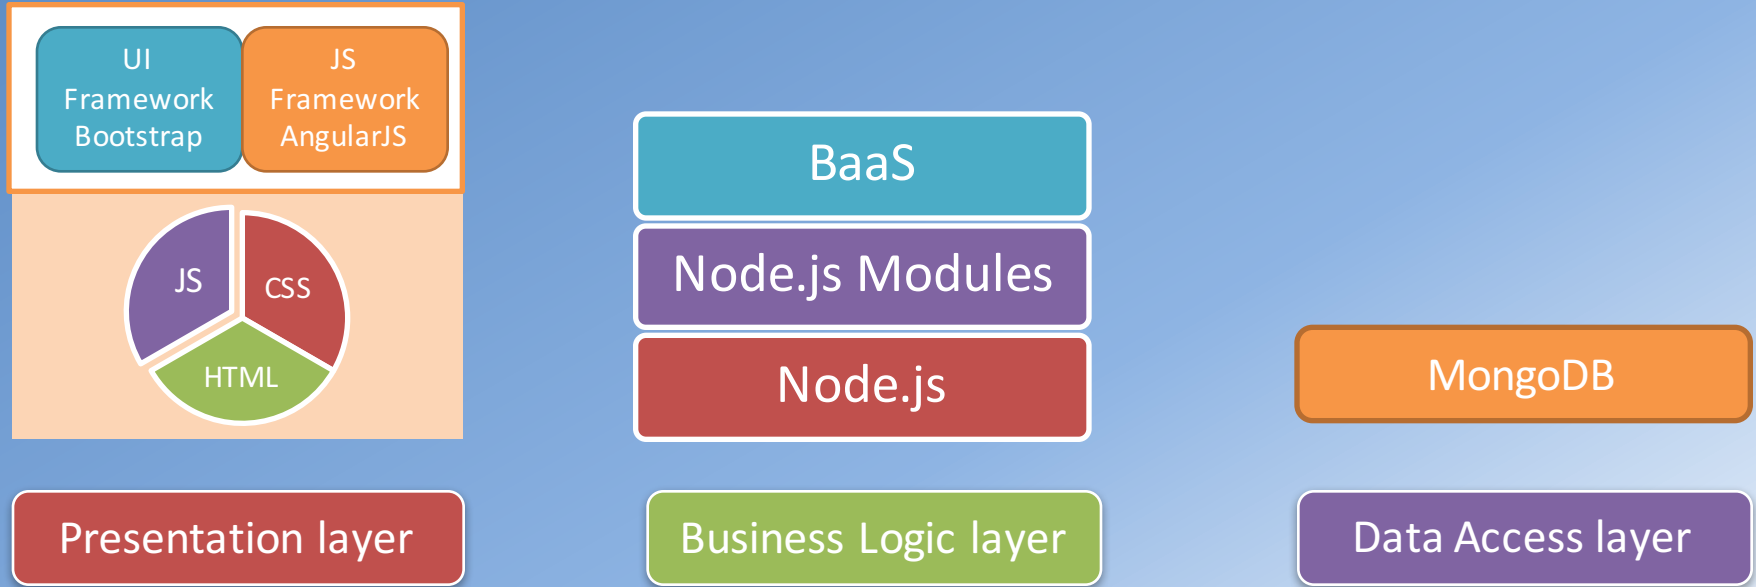 UI
Framework
Bootstrap
JS
Framework
AngularJS
JS
CSS
HTML
Presentation layer
BaaS
Node.js Modules
Node.js
Business Logic layer
MongoDB
Data Access layer